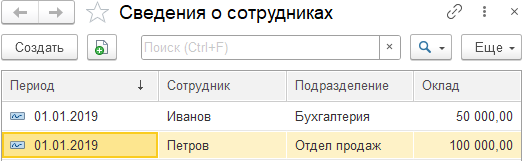 Сведения о сотрудниках
Создать Поиск (Ctrl+F) × Еще
Период ↓ Сотрудник Подразделение Оклад
01.01.2019 Иванов Бухгалтерия 50 000,00
01.01.2019 Петров Отдел продаж 100 000,00